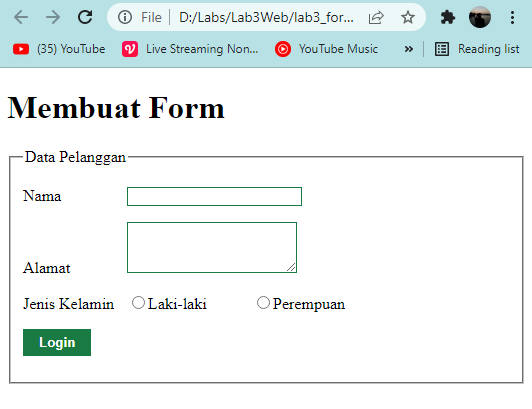 File D:/Labs/Lab3Web/lab3_for...
(35) YouTube Live Streaming Non... YouTube Music » Reading list
Membuat Form
Data Pelanggan
Nama
Alamat
Jenis Kelamin Laki-laki Perempuan
Login